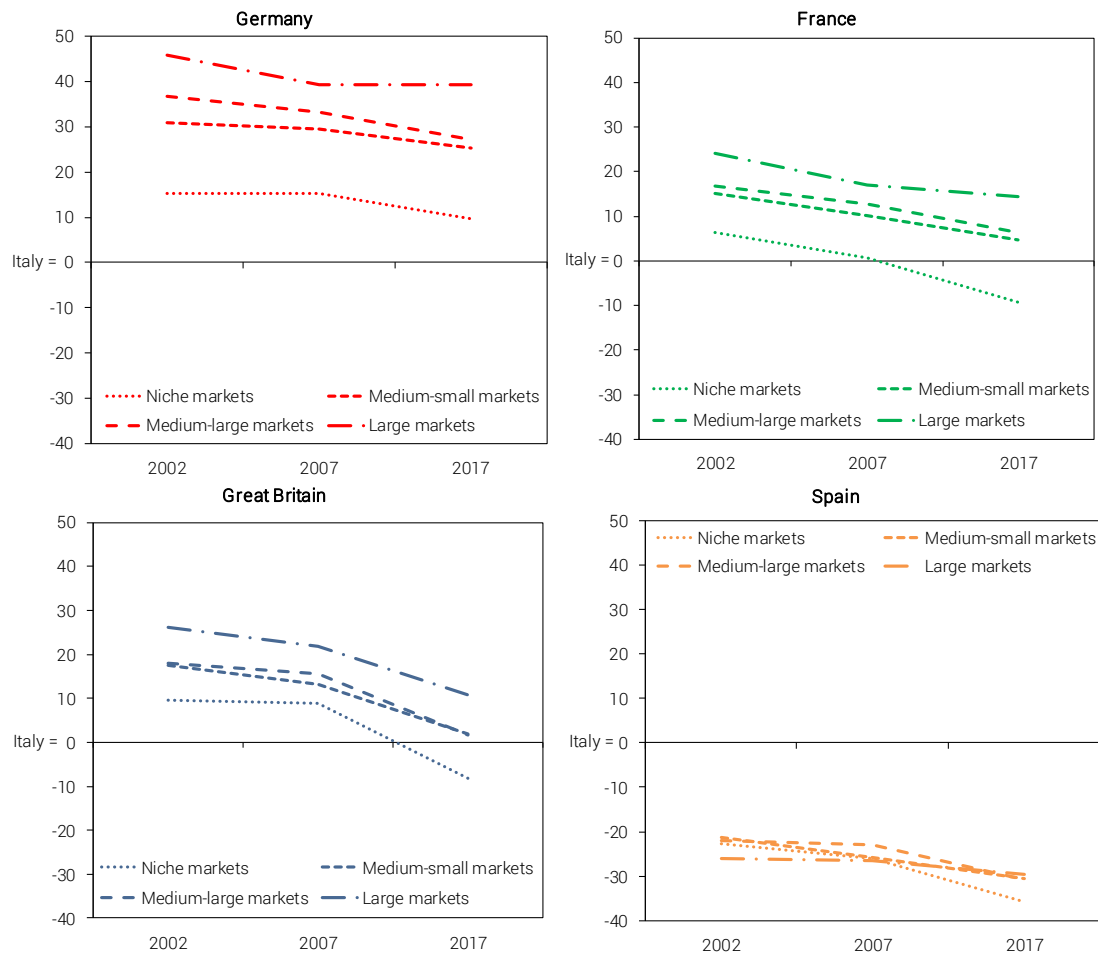 Germany
50
40
30
20
10
Italy = 0
-10
-20
-30
-40
Niche markets
Medium-small markets
Medium-large markets
Large markets
2002 2007 2017
France
50
40
30
20
10
Italy = 0
-10
-20
-30
-40
Niche markets
Medium-small markets
Medium-large markets
Large markets
2002 2007 2017
Great Britain
50
40
30
20
10
Italy = 0
-10
-20
-30
-40
Niche markets
Medium-small markets
Medium-large markets
Large markets
2002 2007 2017
Spain
50
40
30
20
10
Italy = 0
-10
-20
-30
-40
Niche markets
Medium-small markets
Medium-large markets
Large markets
2002 2007 2017